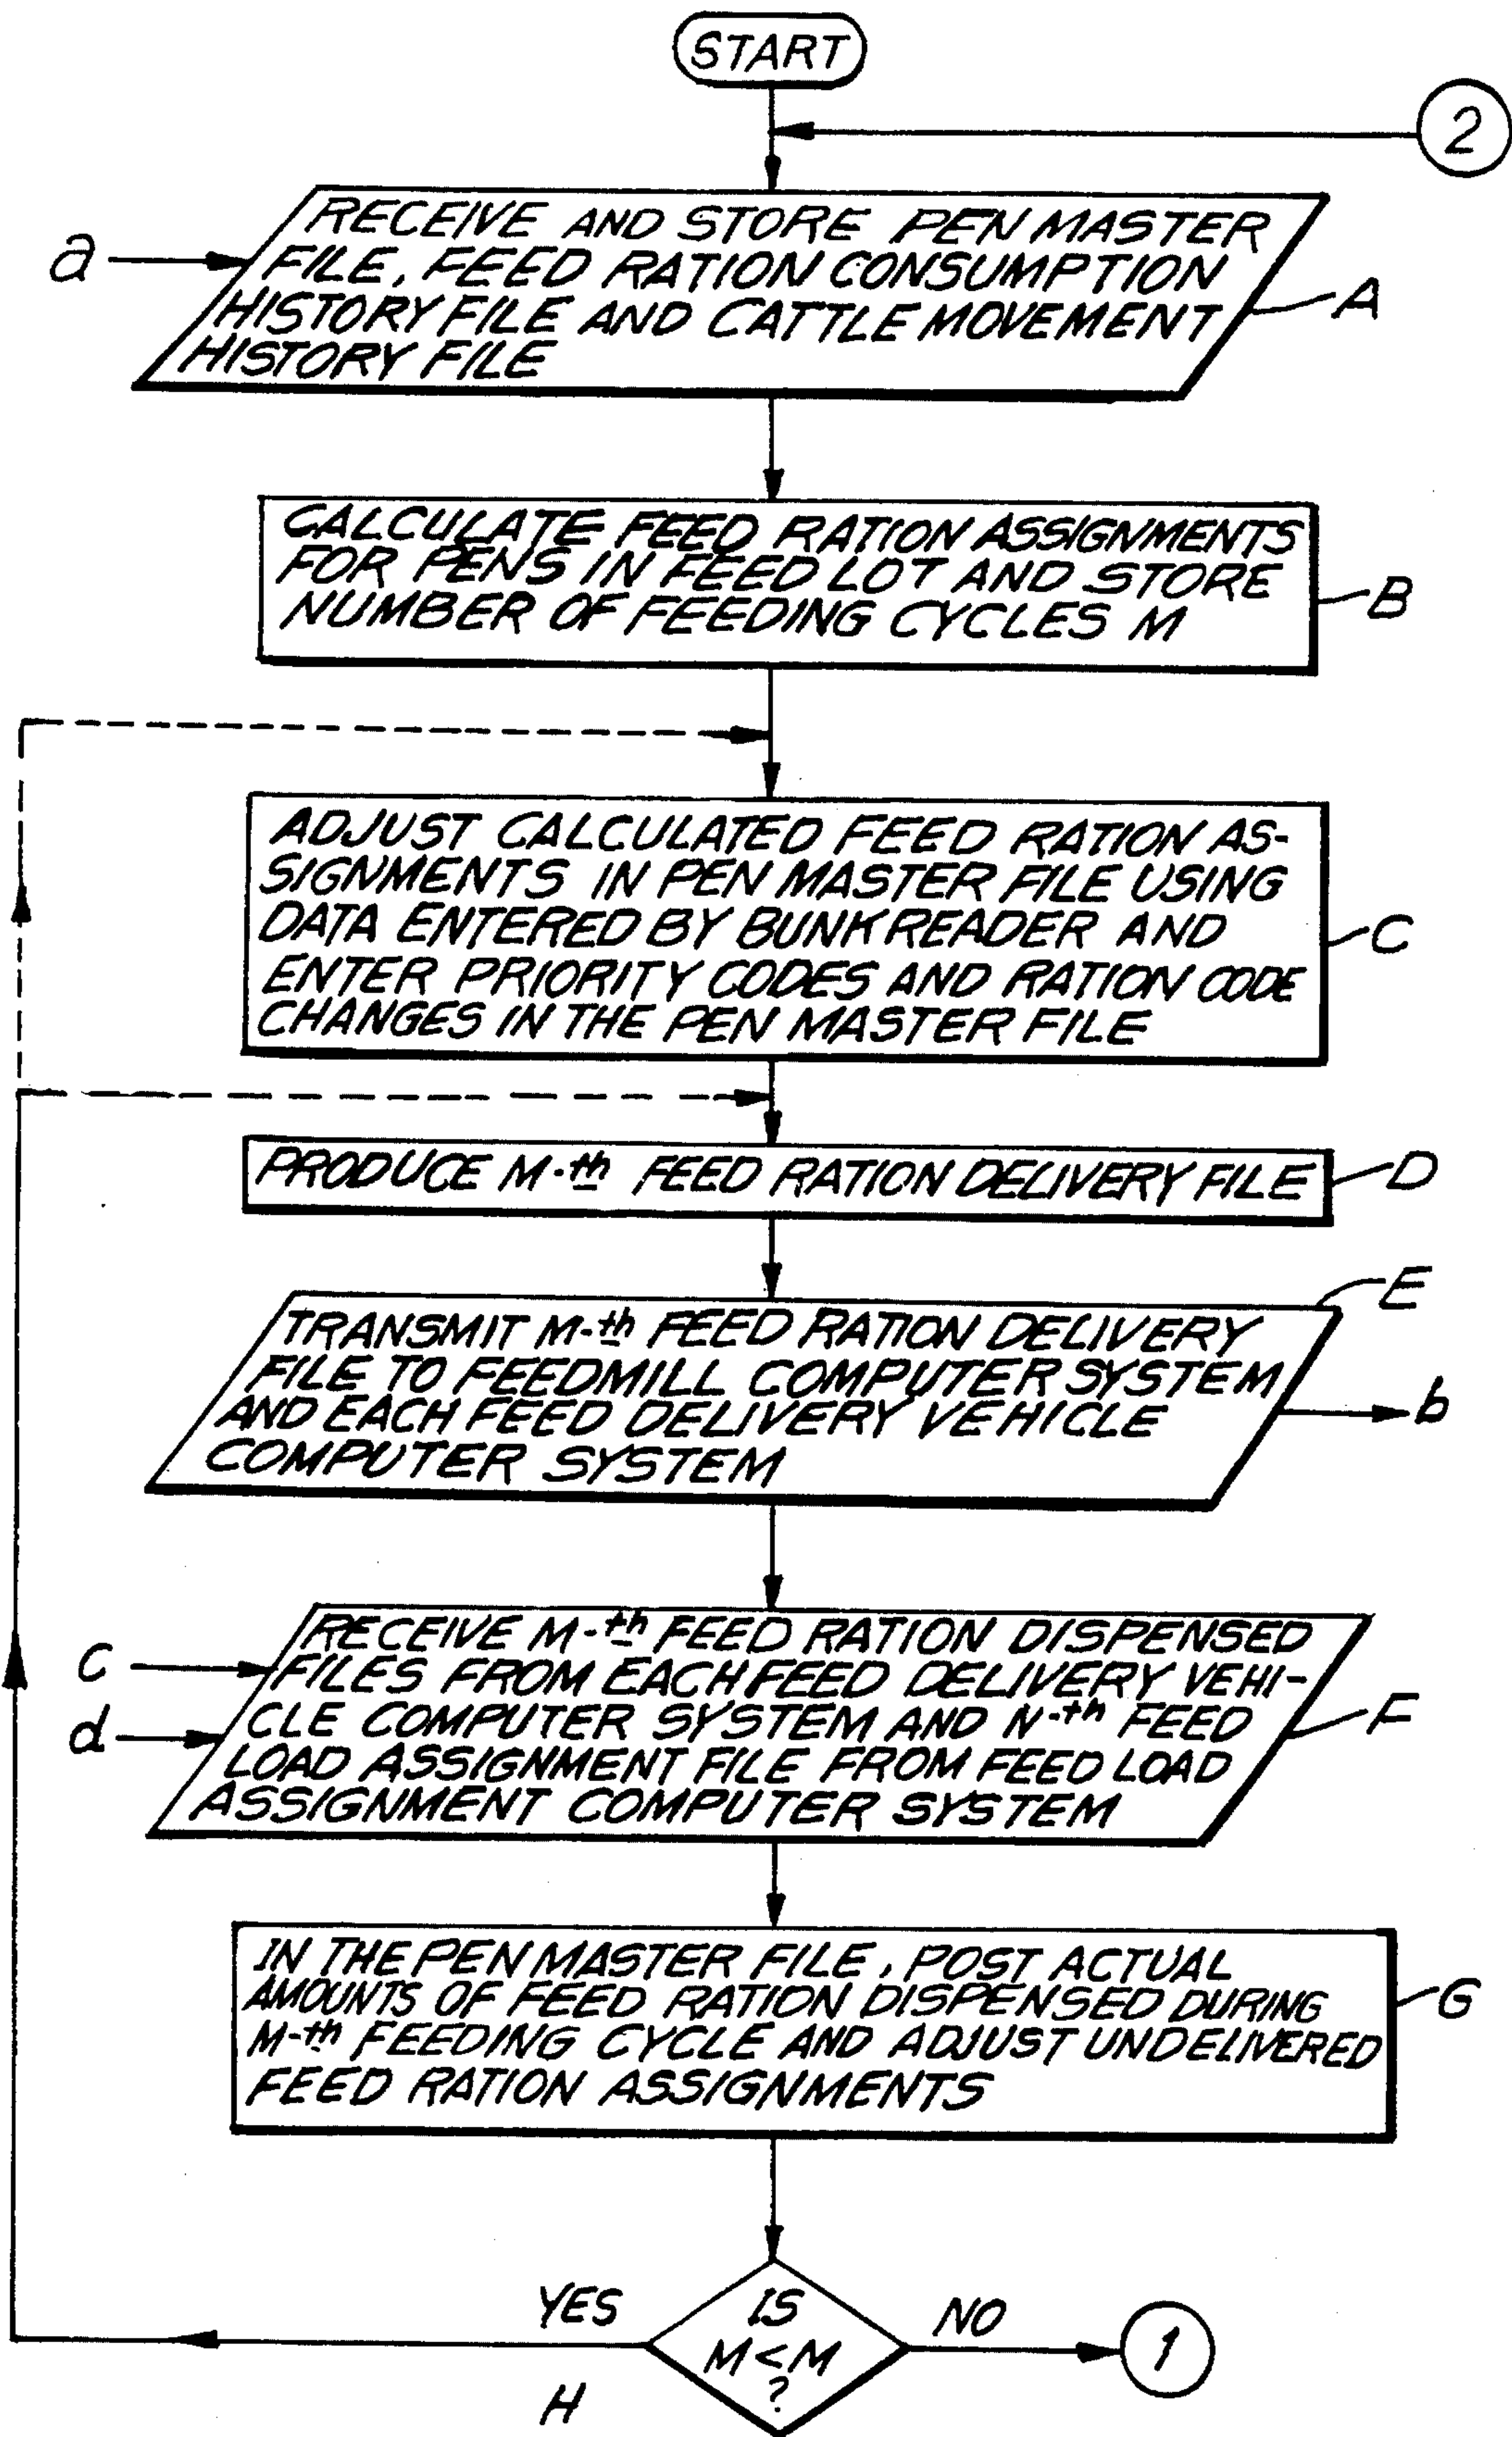 START
2
RECEIVE AND STORE PEN MASTER
a
FILE, FEED RATION CONSUMPTION
HISTORY FILE AND CATTLE MOVEMENT
A
HISTORY FILE
CALCULATE FEED RATION ASSIGNMENTS
FOR PENS IN FEED LOT AND STORE
B
NUMBER OF FEEDING CYCLES M
ADJUST CALCULATED FEED RATION AS-
SIGNMENTS IN PEN MASTER FILE USING
DATA ENTERED BY BUNK READER AND
C
ENTER PRIORITY CODES AND RATION CODE
CHANGES IN THE PEN MASTER FILE
PRODUCE M-th FEED RATION DELIVERY FILE
D
E
TRANSMIT M-th FEED RATION DELIVERY
FILE TO FEEDMILL COMPUTER SYSTEM
AND EACH FEED DELIVERY VEHICLE
b
COMPUTER SYSTEM
RECEIVE M-th FEED RATION DISPENSED
c
FILES FROM EACH FEED DELIVERY VEHI-
d
CLE COMPUTER SYSTEM AND N-th FEED
F
LOAD ASSIGNMENT FILE FROM FEED LOAD
ASSIGNMENT COMPUTER SYSTEM
IN THE PEN MASTER FILE, POST ACTUAL
AMOUNTS OF FEED RATION DISPENSED DURING
G
M-th FEEDING CYCLE AND ADJUST UNDELIVERED
FEED RATION ASSIGNMENTS
YES
IS
M<M
?
NO
1
H